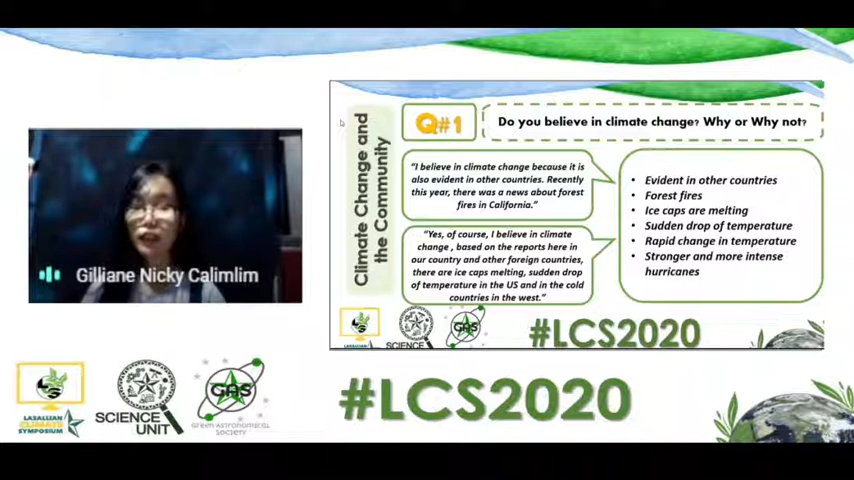 Climate Change and
the Community
Q#1
Do you believe in climate change? Why or Why not?
"I believe in climate change because it is
also evident in other countries. Recently
this year, there was a news about forest
fires in California."
"Yes, of course, I believe in climate
change , based on the reports here in
our country and other foreign countries,
there are ice caps melting, sudden drop
of temperature in the US and in the cold
countries in the west."
• Evident in other countries
• Forest fires
• Ice caps are melting
• Sudden drop of temperature
• Rapid change in temperature
• Stronger and more intense
hurricanes
SCIENCE
GAS
#LCS2020
Gilliane Nicky Calimlim
LASALLIAN
CLIMATE
SYMPOSIUM
SCIENCE
UNIT
GAS
GREEN ASTRONOMICAL
SOCIETY
#LCS2020